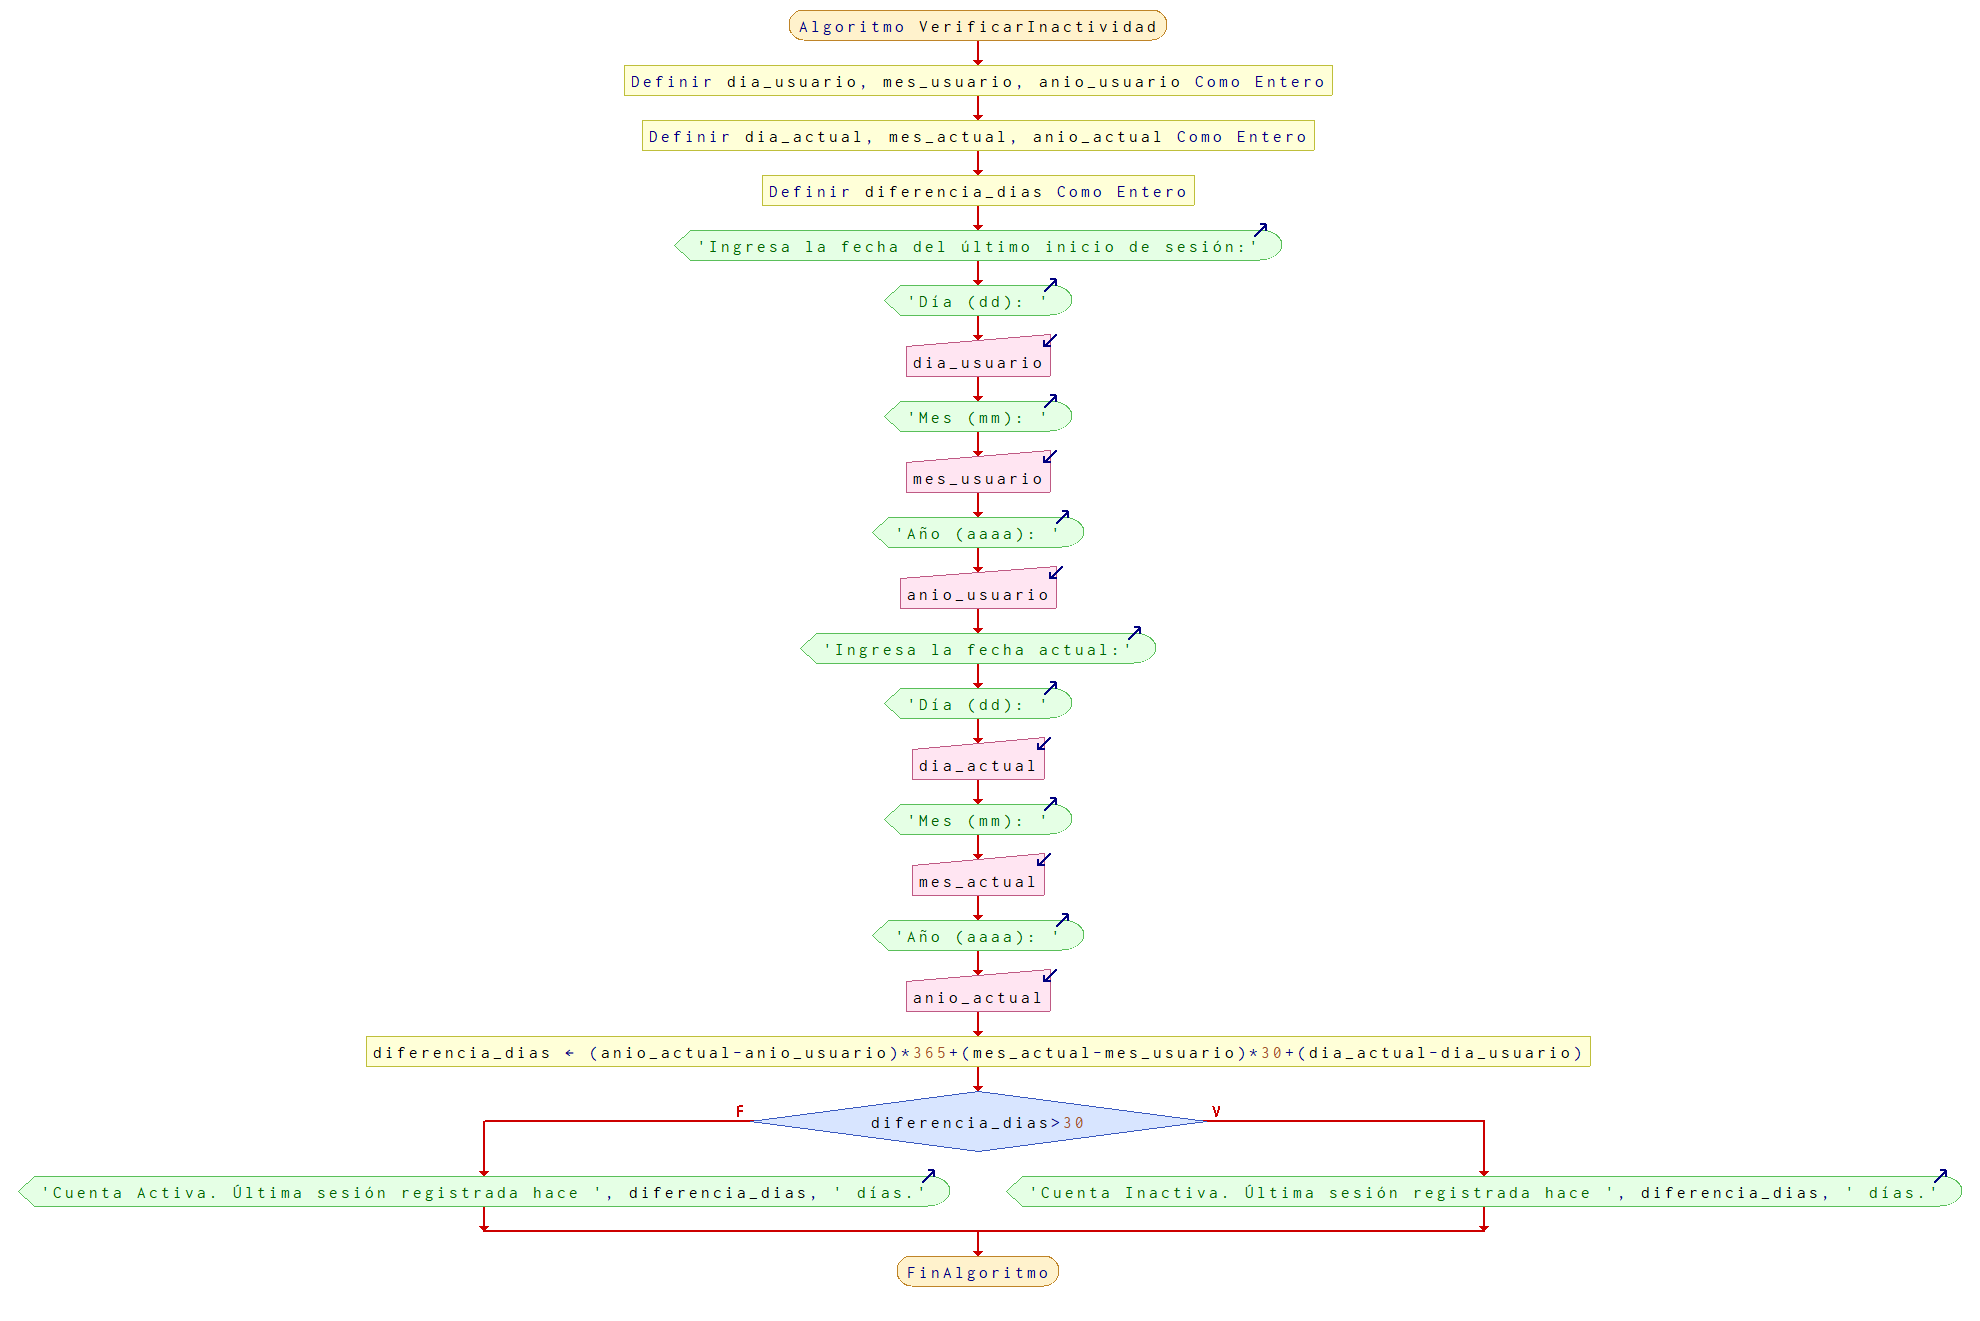 Algoritmo VerificarInactividad
Definir dia_usuario, mes_usuario, anio_usuario Como Entero
Definir dia_actual, mes_actual, anio_actual Como Entero
Definir diferencia_dias Como Entero
'Ingresa la fecha del último inicio de sesión:'
'Día (dd): '
dia_usuario
'Mes (mm): '
mes_usuario
'Año (aaaa): '
anio_usuario
'Ingresa la fecha actual:'
'Día (dd): '
dia_actual
'Mes (mm): '
mes_actual
'Año (aaaa): '
anio_actual
diferencia_dias ← (anio_actual-anio_usuario)*365+(mes_actual-mes_usuario)*30+(dia_actual-dia_usuario)
F
V
diferencia_dias>30
'Cuenta Activa. Última sesión registrada hace ', diferencia_dias, ' días.'
'Cuenta Inactiva. Última sesión registrada hace ', diferencia_dias, ' días.'
FinAlgoritmo